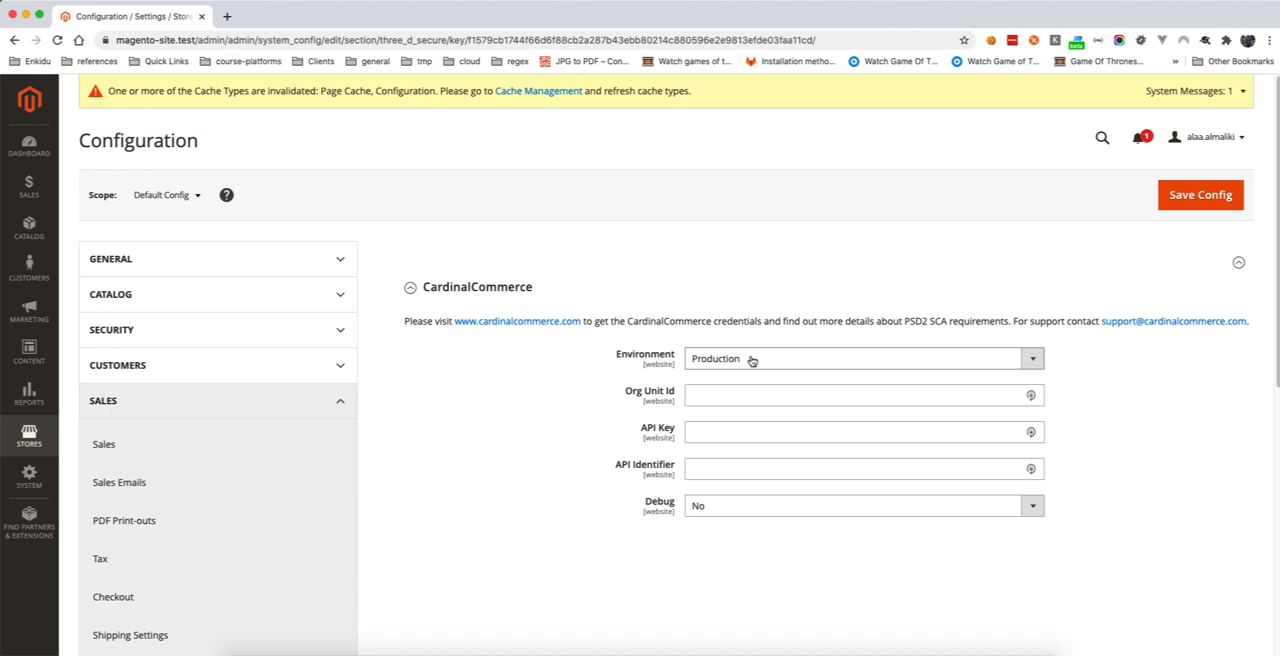 Configuration / Settings / Store
magento-site.test/admin/admin/system_config/edit/section/three_d_secure/key/f1579cb1744f66d6f88cb2a287b43ebb80214c880596e2e9813efde03faa11cd/
Enkidu references Quick Links course-platforms Clients general tmp cloud regex JPG to PDF – Con... Watch games of t... Installation metho... Watch Game Of T... Watch Game of T... Game Of Thrones... » Other Bookmarks
beta
One or more of the Cache Types are invalidated: Page Cache, Configuration. Please go to Cache Management and refresh cache types.
System Messages: 1
Configuration
1
alaa.almaliki
Scope: Default Config ?
Save Config
DASHBOARD
SALES
CATALOG
CUSTOMERS
MARKETING
CONTENT
REPORTS
STORES
SYSTEM
FIND PARTNERS
& EXTENSIONS
GENERAL
CATALOG
SECURITY
CUSTOMERS
SALES
Sales
Sales Emails
PDF Print-outs
Tax
Checkout
Shipping Settings
CardinalCommerce
Please visit www.cardinalcommerce.com to get the CardinalCommerce credentials and find out more details about PSD2 SCA requirements. For support contact support@cardinalcommerce.com.
Environment Production
[website]
Org Unit Id
[website]
API Key
[website]
API Identifier
[website]
Debug No
[website]